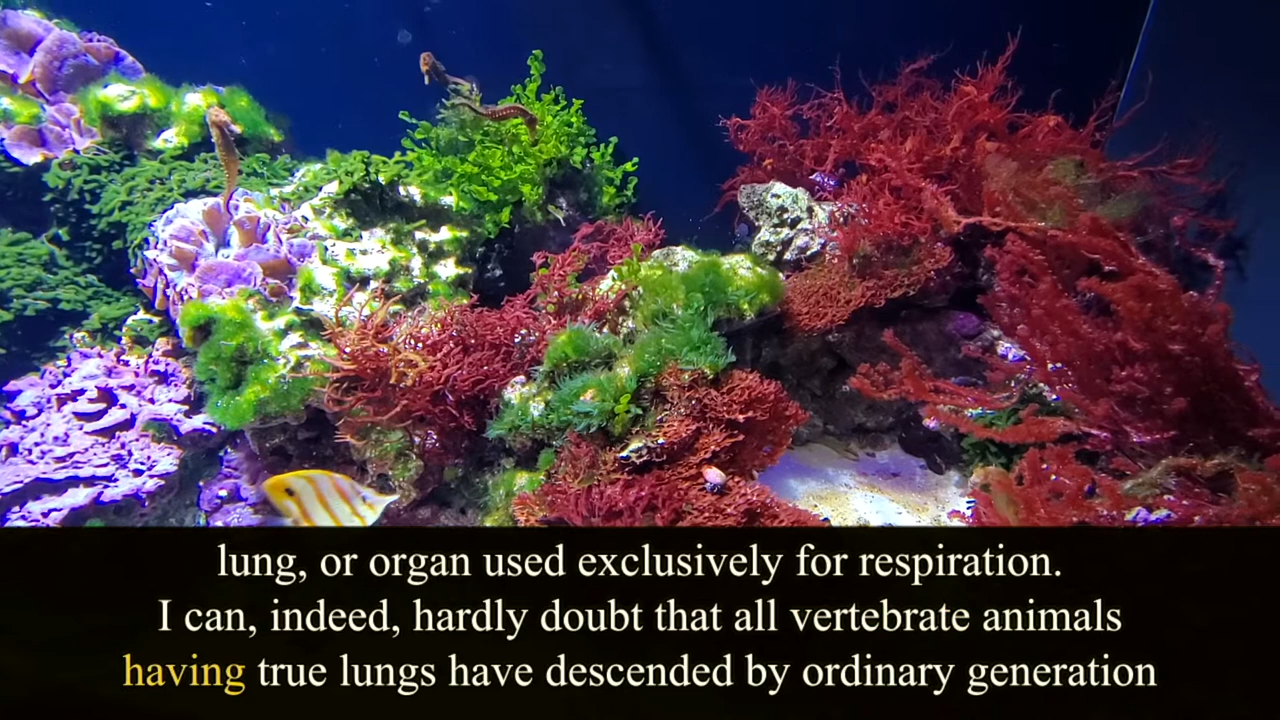 lung, or organ used exclusively for respiration.
I can, indeed, hardly doubt that all vertebrate animals
having true lungs have descended by ordinary generation